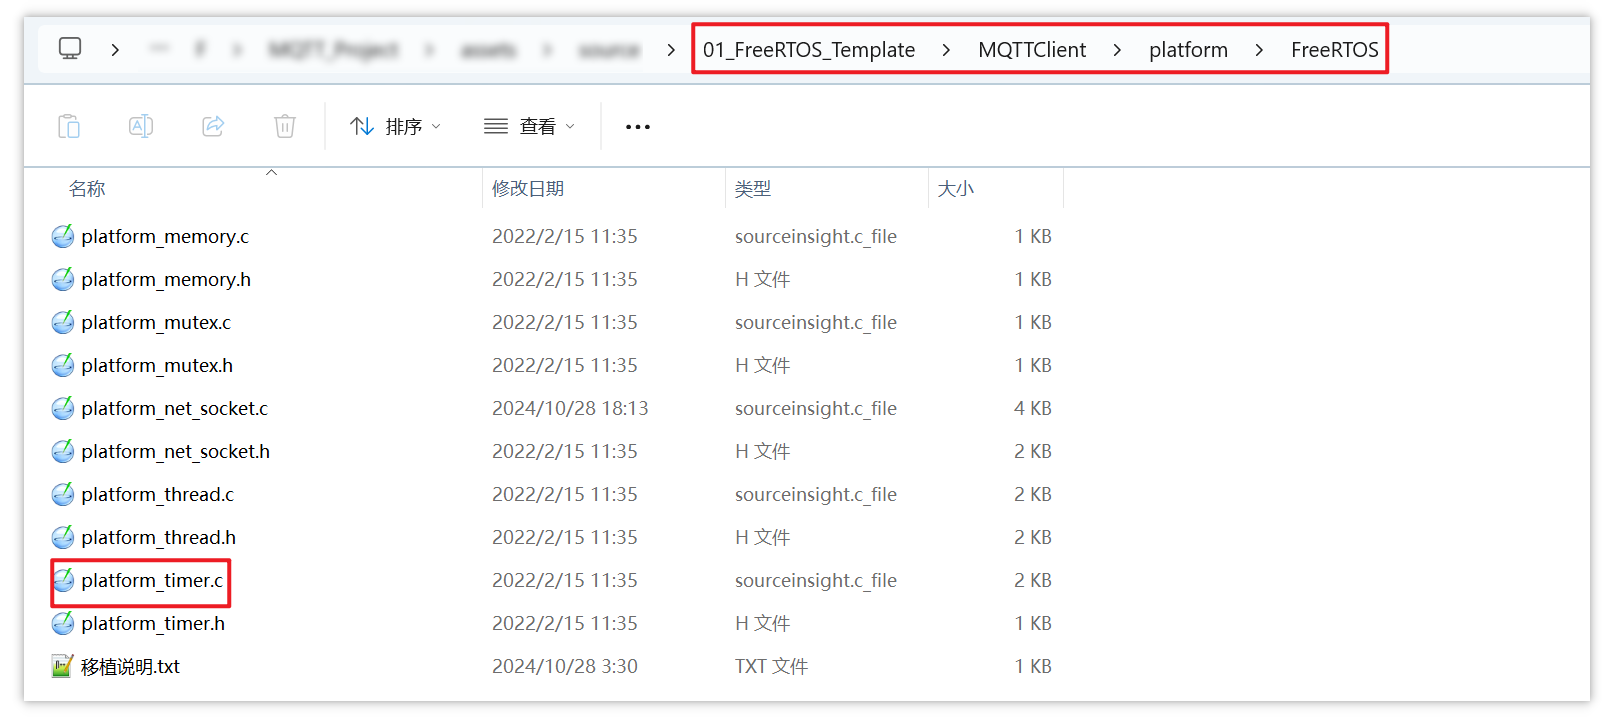 01_FreeRTOS_Template > MQTTClient > platform > FreeRTOS
排序 查看
名称 修改日期 类型 大小
platform_memory.c 2022/2/15 11:35 sourceinsight.c_file 1 KB
platform_memory.h 2022/2/15 11:35 H 文件 1 KB
platform_mutex.c 2022/2/15 11:35 sourceinsight.c_file 1 KB
platform_mutex.h 2022/2/15 11:35 H 文件 1 KB
platform_net_socket.c 2024/10/28 18:13 sourceinsight.c_file 4 KB
platform_net_socket.h 2022/2/15 11:35 H 文件 2 KB
platform_thread.c 2022/2/15 11:35 sourceinsight.c_file 2 KB
platform_thread.h 2022/2/15 11:35 H 文件 2 KB
platform_timer.c 2022/2/15 11:35 sourceinsight.c_file 2 KB
platform_timer.h 2022/2/15 11:35 H 文件 1 KB
移植说明.txt 2024/10/28 3:30 TXT 文件 1 KB